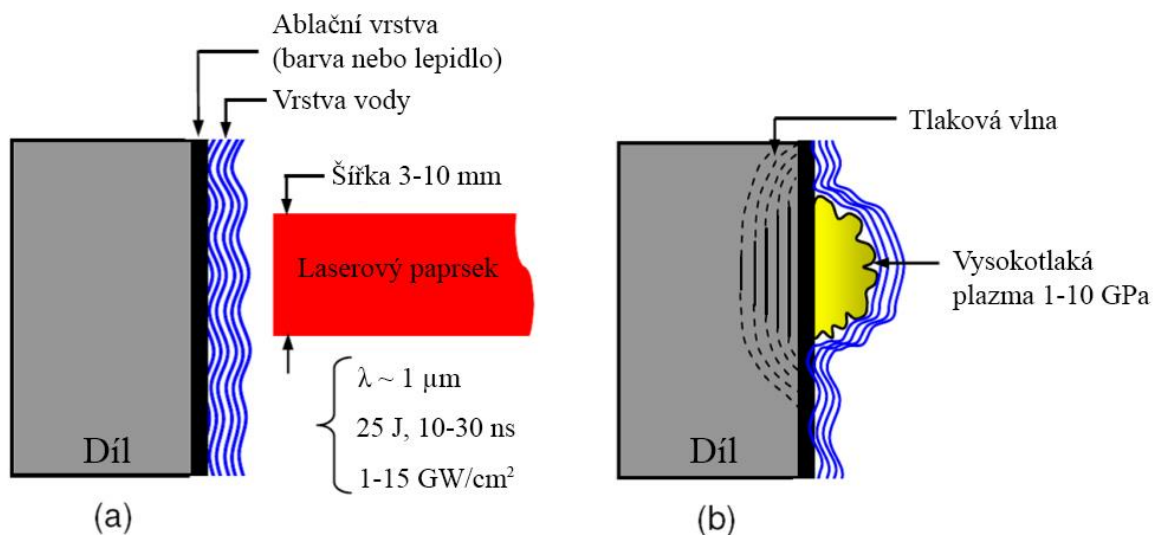 Ablační vrstva
(barva nebo lepidlo)
Vrstva vody
Šířka 3-10 mm
Laserový paprsek
λ ~ 1 µm
25 J, 10-30 ns
1-15 GW/cm²
Díl
(a)
Tlaková vlna
Vysokotlaká
plazma 1-10 GPa
Díl
(b)